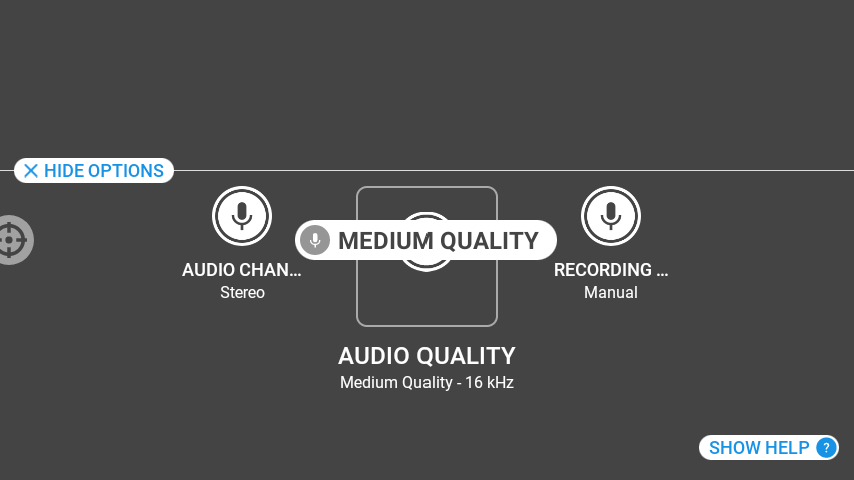 HIDE OPTIONS
MEDIUM QUALITY
AUDIO CHAN...
Stereo
RECORDING ...
Manual
AUDIO QUALITY
Medium Quality - 16 kHz
SHOW HELP ?